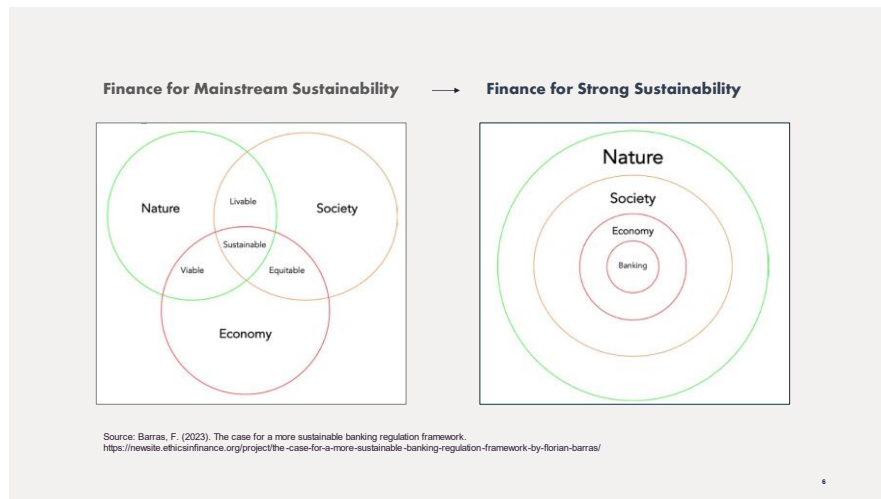 Finance for Mainstream Sustainability
Finance for Strong Sustainability
Nature
Livable
Society
Sustainable
Viable
Equitable
Economy
Nature
Society
Economy
Banking
Source: Barras, F. (2023). The case for a more sustainable banking regulation framework.
https://newsite.ethicsinfinance.org/project/the-case-for-a-more-sustainable-banking-regulation-framework-by-florian-barras/
6